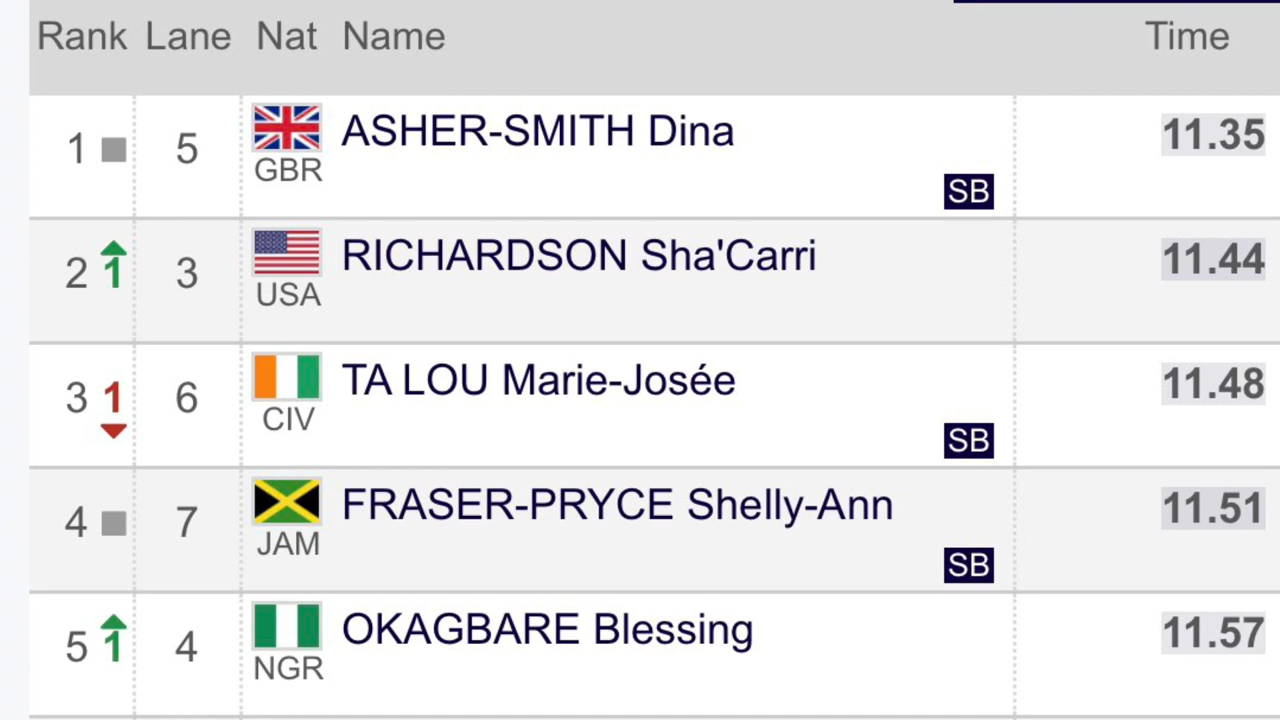 Rank Lane Nat Name Time
1 5 ASHER-SMITH Dina 11.35
GBR
SB
2 1 3 RICHARDSON Sha'Carri 11.44
USA
3 1 6 TA LOU Marie-Josée 11.48
CIV
SB
4 7 FRASER-PRYCE Shelly-Ann 11.51
JAM
SB
5 1 4 OKAGBARE Blessing 11.57
NGR